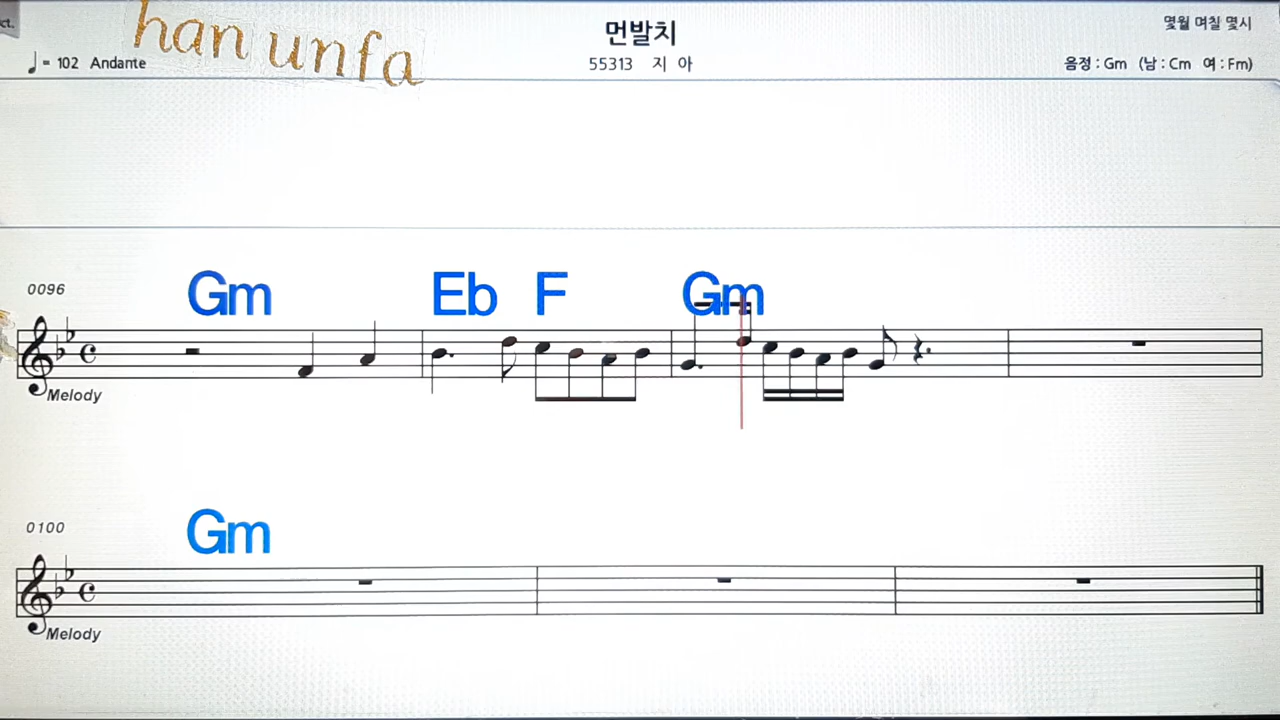 han unfa
먼발치
몇월 며칠 몇시
♩= 102 Andante
55313 지 아
음정 : Gm (남 : Cm 여 : Fm)
0096
Gm Eb F Gm
Melody
0100
Gm
Melody